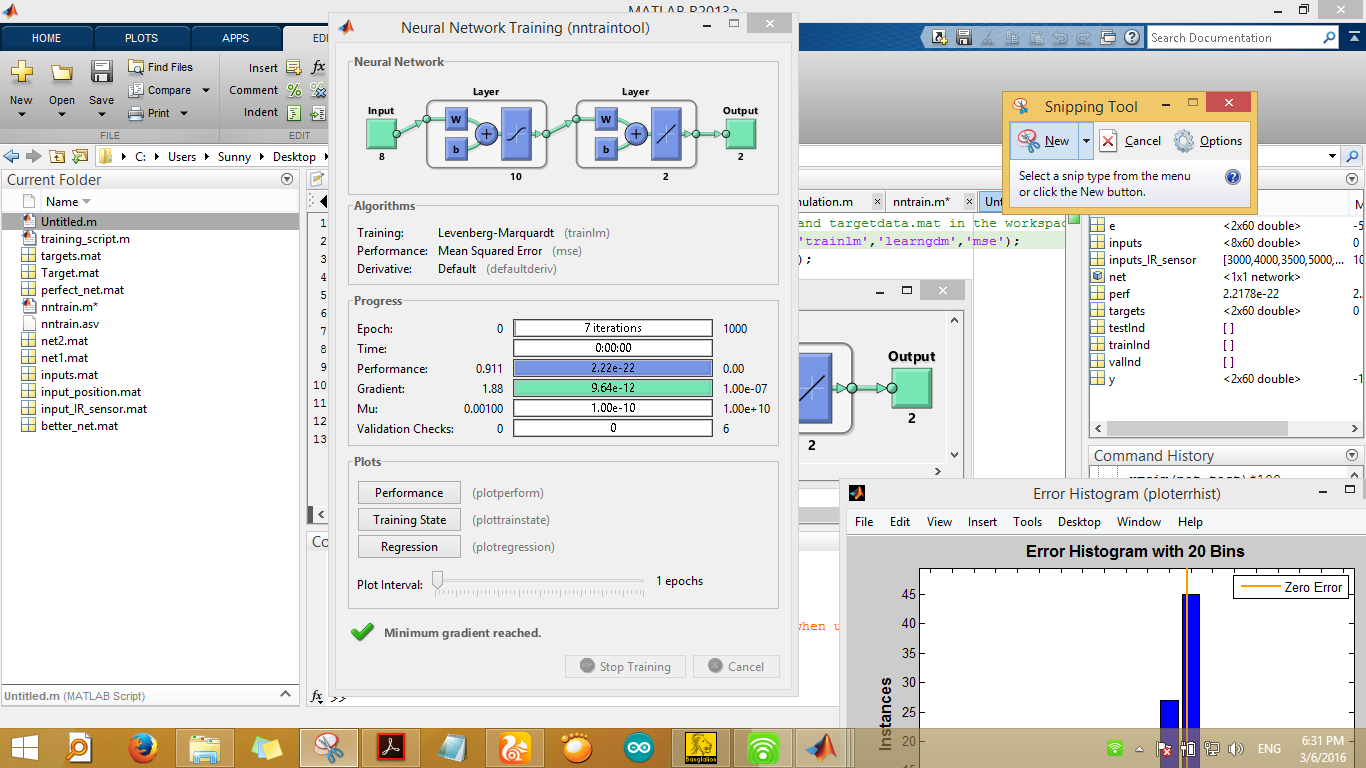 MATLAB R2013a
HOME PLOTS APPS
New Open Save
Find Files
Compare
Print
Insert
Comment
Indent
FILE
EDIT
Search Documentation
C: Users Sunny Desktop
Current Folder
Name
Untitled.m
training_script.m
targets.mat
Target.mat
perfect_net.mat
nntrain.m*
nntrain.asv
net2.mat
net1.mat
inputs.mat
input_position.mat
input_IR_sensor.mat
better_net.mat
Untitled.m (MATLAB Script)
Neural Network Training (nntraintool)
Neural Network
Input
8
Layer
W
b
10
Layer
W
b
2
Output
2
Algorithms
Training: Levenberg-Marquardt (trainlm)
Performance: Mean Squared Error (mse)
Derivative: Default (defaultderiv)
Progress
Epoch: 0 7 iterations 1000
Time: 0:00:00
Performance: 0.911 2.22e-22 0.00
Gradient: 1.88 9.64e-12 1.00e-07
Mu: 0.00100 1.00e-10 1.00e+10
Validation Checks: 0 0 6
Plots
Performance (plotperform)
Training State (plottrainstate)
Regression (plotregression)
Plot Interval: 1 epochs
Minimum gradient reached.
Stop Training Cancel
1
2
3
4
5
6
7
8
9
10
11
12
13
Co
fx >>
Snipping Tool
New Cancel Options
Select a snip type from the menu
or click the New button.
ulation.m nntrain.m* Unt
and targetdata.mat in the workspac
'trainlm','learngdm','mse');
);
Output
2
2
when u
e <2x60 double> -5
inputs <8x60 double> 0
inputs_IR_sensor [3000,4000,3500,5000,... 10
net <1x1 network>
perf 2.2178e-22 2.
targets <2x60 double> 0
testInd [ ]
trainInd [ ]
valInd [ ]
y <2x60 double> -1
Command History
Error Histogram (ploterrhist)
File Edit View Insert Tools Desktop Window Help
Error Histogram with 20 Bins
Zero Error
Instances
45
40
35
30
25
20
Banglalion
ENG
6:31 PM
3/6/2016